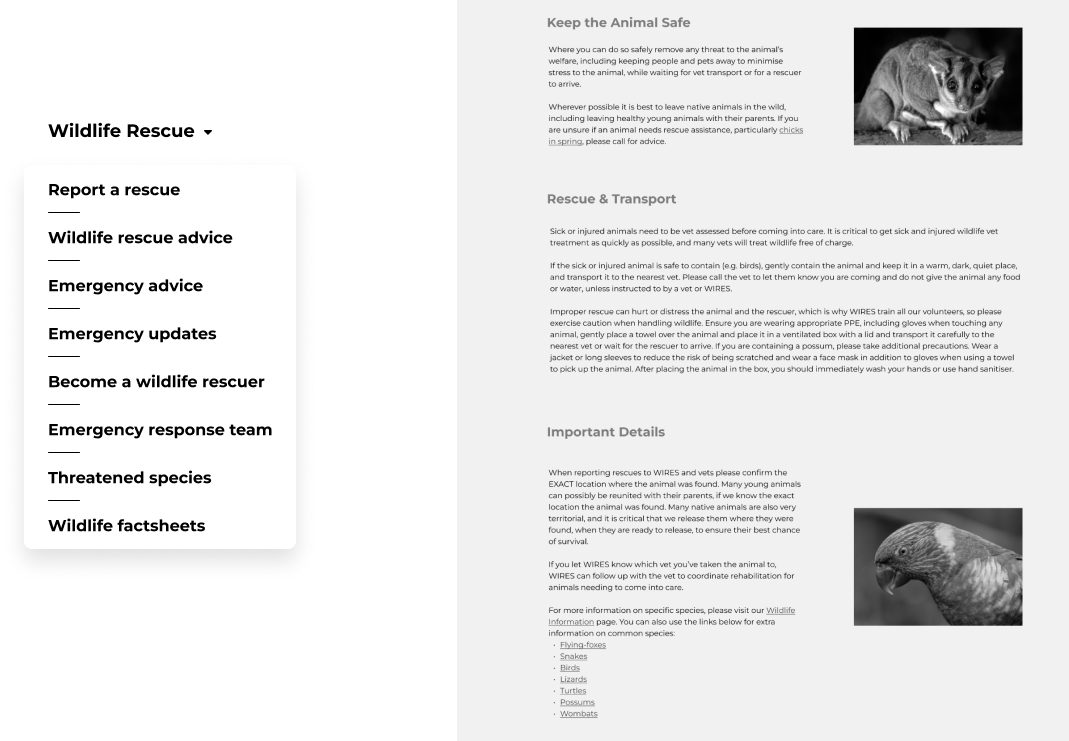 Wildlife Rescue
Report a rescue
Wildlife rescue advice
Emergency advice
Emergency updates
Become a wildlife rescuer
Emergency response team
Threatened species
Wildlife factsheets
Keep the Animal Safe
Where you can do so safely remove any threat to the animal's
welfare, including keeping people and pets away to minimise
stress to the animal, while waiting for vet transport or for a rescuer
to arrive.
Wherever possible it is best to leave native animals in the wild,
including leaving healthy young animals with their parents. If you
are unsure if an animal needs rescue assistance, particularly chicks
in spring, please call for advice.
Rescue & Transport
Sick or injured animals need to be vet assessed before coming into care. It is critical to get sick and injured wildlife vet
treatment as quickly as possible, and many vets will treat wildlife free of charge.
If the sick or injured animal is safe to contain (e.g. birds), gently contain the animal and keep it in a warm, dark, quiet place,
and transport it to the nearest vet. Please call the vet to let them know you are coming and do not give the animal any food
or water, unless instructed to by a vet or WIRES.
Improper rescue can hurt or distress the animal and the rescuer, which is why WIRES train all our volunteers, so please
exercise caution when handling wildlife. Ensure you are wearing appropriate PPE, including gloves when touching any
animal, gently place a towel over the animal and place it in a ventilated box with a lid and transport it carefully to the
nearest vet or wait for the rescuer to arrive. If you are containing a possum, please take additional precautions. Wear a
jacket or long sleeves to reduce the risk of being scratched and wear a face mask in addition to gloves when using a towel
to pick up the animal. After placing the animal in the box, you should immediately wash your hands or use hand sanitiser.
Important Details
When reporting rescues to WIRES and vets please confirm the
EXACT location where the animal was found. Many young animals
can possibly be reunited with their parents, if we know the exact
location the animal was found. Many native animals are also very
territorial, and it is critical that we release them where they were
found, when they are ready to release, to ensure their best chance
of survival.
If you let WIRES know which vet you've taken the animal to,
WIRES can follow up with the vet to coordinate rehabilitation for
animals needing to come into care.
For more information on specific species, please visit our Wildlife
Information page. You can also use the links below for extra
information on common species:
• Flying-foxes
• Snakes
• Birds
• Lizards
• Turtles
• Possums
• Wombats